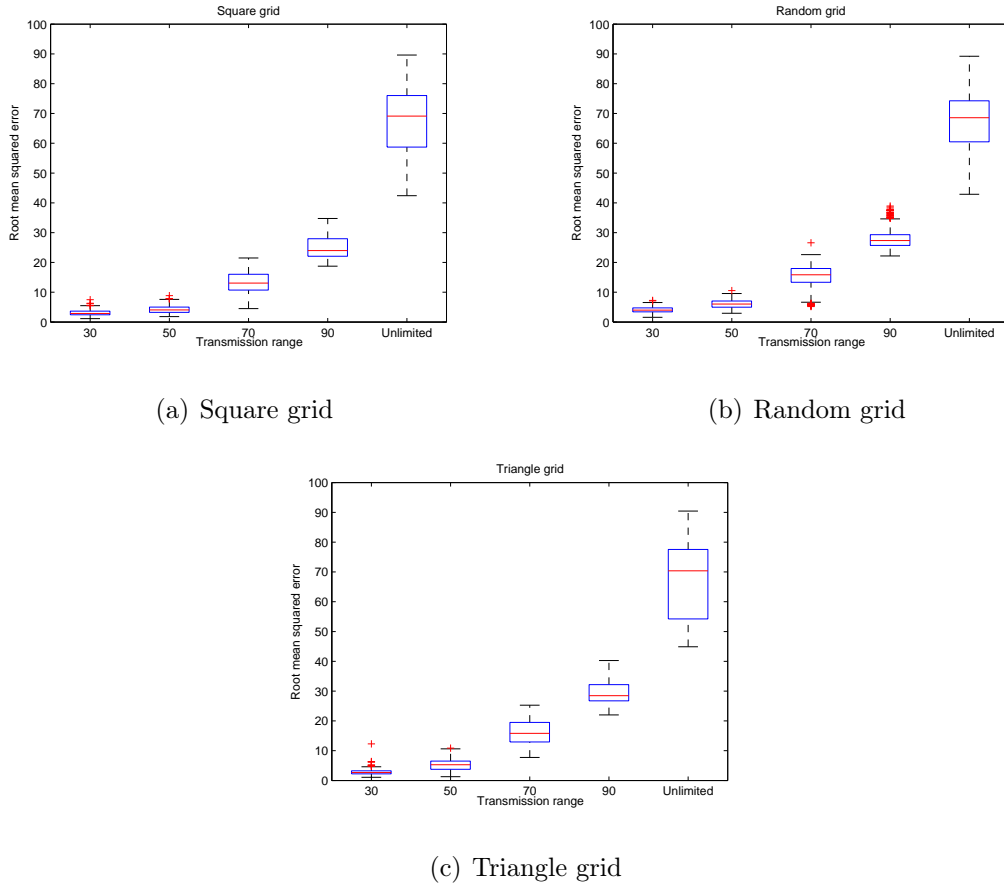 Square grid
100
90
80
70
60
50
40
30
20
10
0
Root mean squared error
30 50 70 90 Unlimited
Transmission range
(a) Square grid
Random grid
100
90
80
70
60
50
40
30
20
10
0
Root mean squared error
30 50 70 90 Unlimited
Transmission range
(b) Random grid
Triangle grid
100
90
80
70
60
50
40
30
20
10
0
Root mean squared error
30 50 70 90 Unlimited
Transmission range
(c) Triangle grid